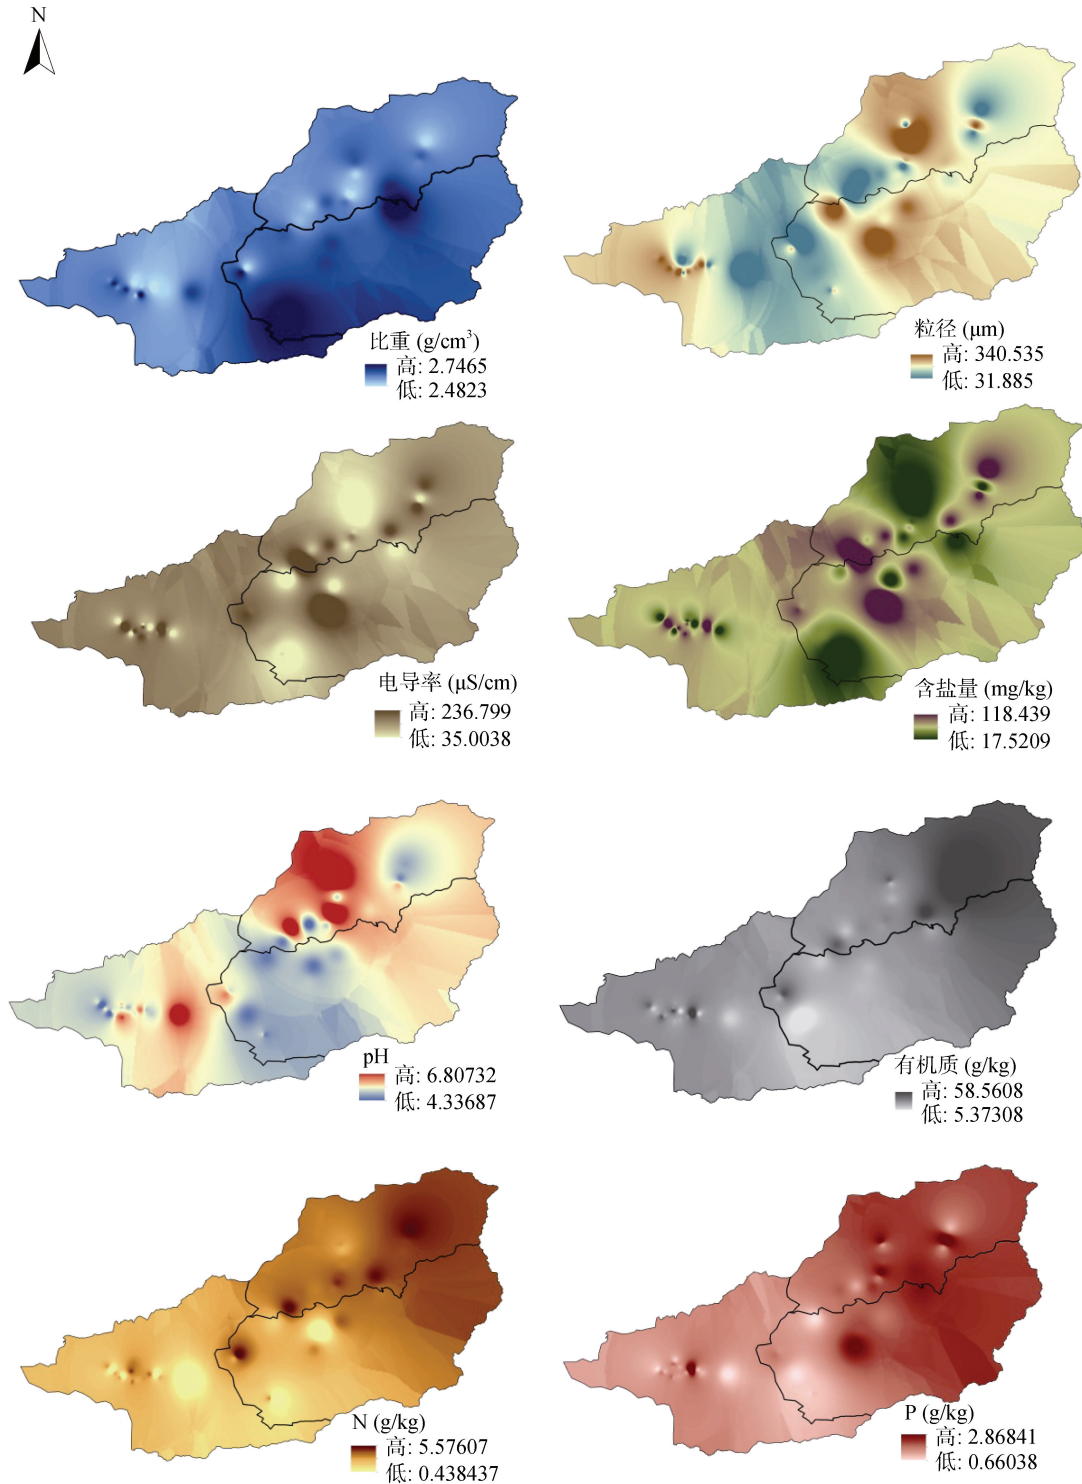 N
比重 (g/cm³)
高: 2.7465
低: 2.4823
粒径 (μm)
高: 340.535
低: 31.885
电导率 (μS/cm)
高: 236.799
低: 35.0038
含盐量 (mg/kg)
高: 118.439
低: 17.5209
pH
高: 6.80732
低: 4.33687
有机质 (g/kg)
高: 58.5608
低: 5.37308
N (g/kg)
高: 5.57607
低: 0.438437
P (g/kg)
高: 2.86841
低: 0.66038